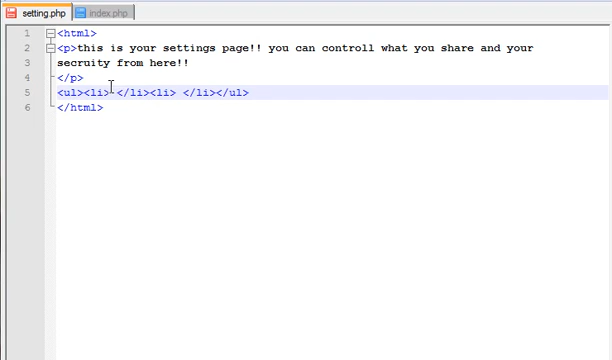 setting.php index.php
1 <html>
2 <p>this is your settings page!! you can controll what you share and your
3 secruity from here!!
4 </p>
5 <ul><li> </li><li> </li></ul>
6 </html>